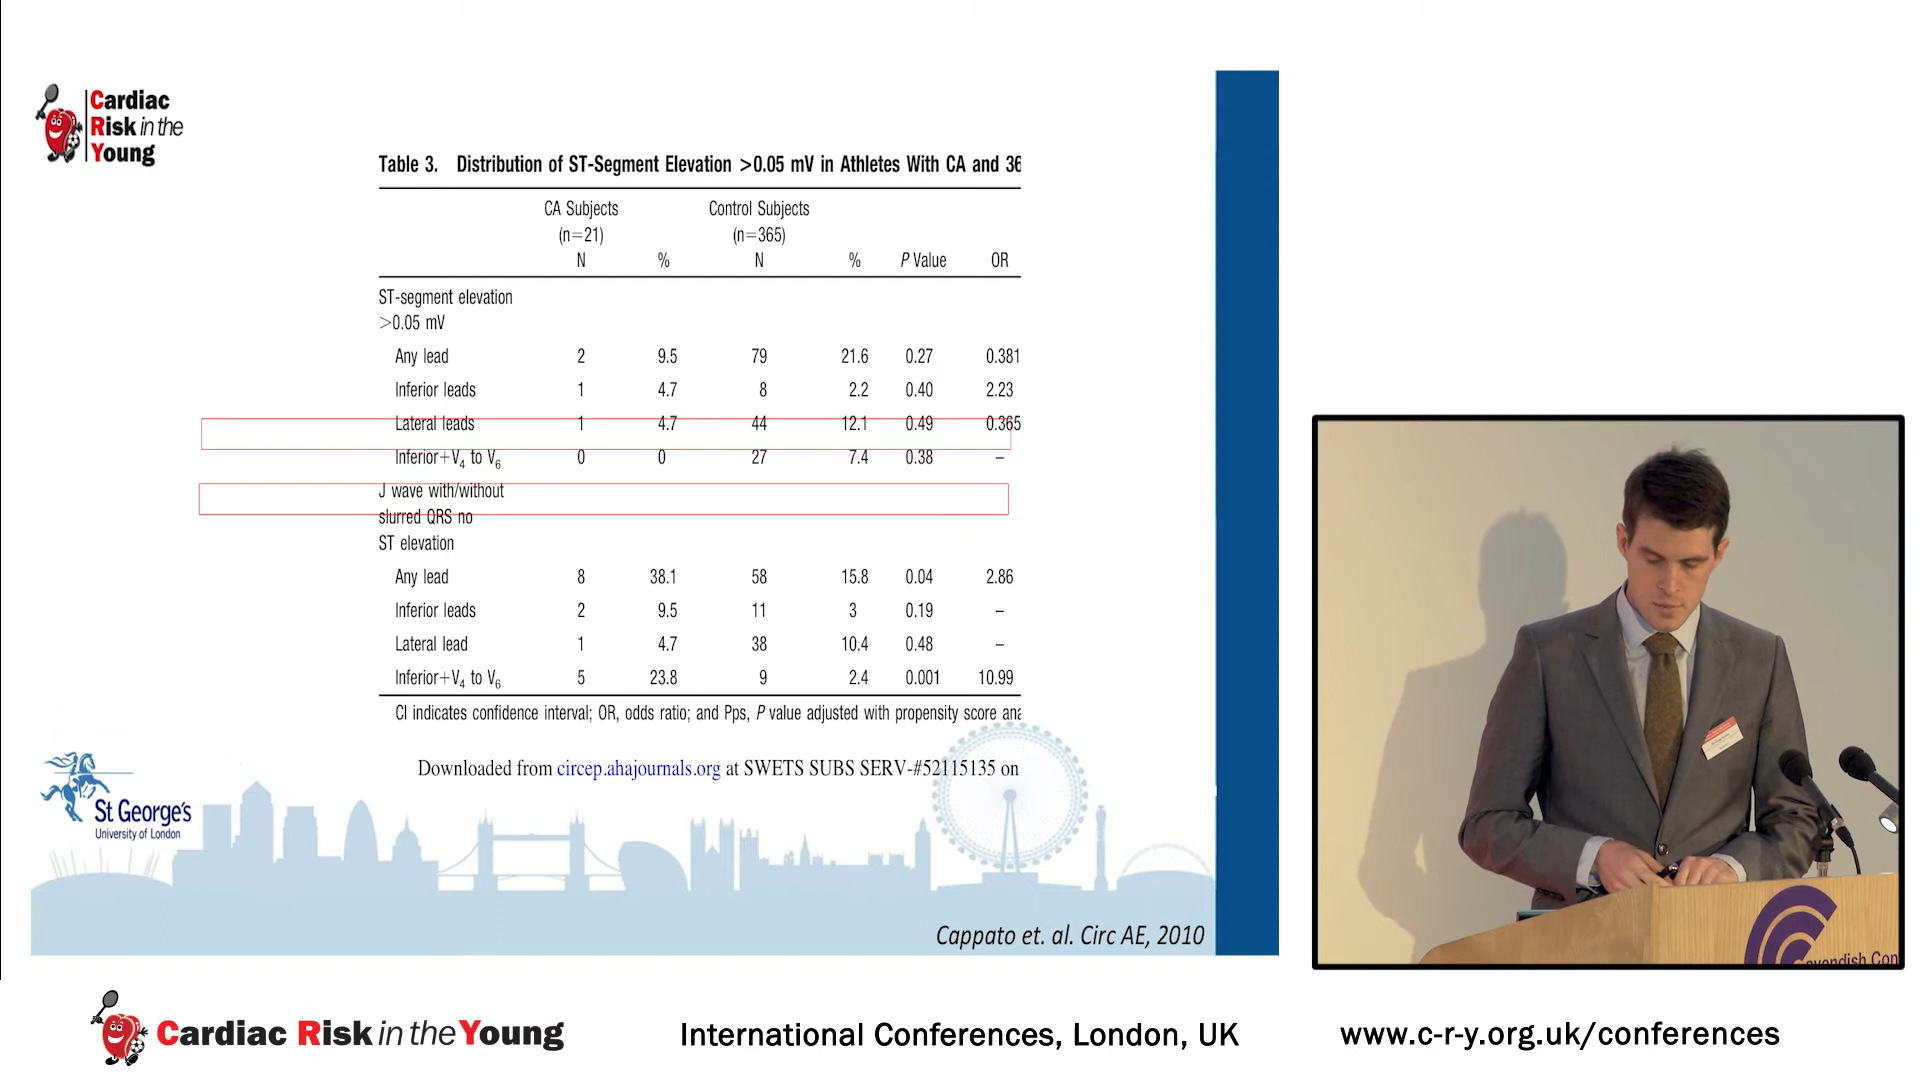 Cardiac
Risk in the
Young
Table 3. Distribution of ST-Segment Elevation >0.05 mV in Athletes With CA and 36
CA Subjects Control Subjects
(n=21) (n=365)
N % N % P Value OR
ST-segment elevation
>0.05 mV
Any lead 2 9.5 79 21.6 0.27 0.381
Inferior leads 1 4.7 8 2.2 0.40 2.23
Lateral leads 1 4.7 44 12.1 0.49 0.365
Inferior+V4 to V6 0 0 27 7.4 0.38 –
J wave with/without
slurred QRS no
ST elevation
Any lead 8 38.1 58 15.8 0.04 2.86
Inferior leads 2 9.5 11 3 0.19 –
Lateral lead 1 4.7 38 10.4 0.48 –
Inferior+V4 to V6 5 23.8 9 2.4 0.001 10.99
CI indicates confidence interval; OR, odds ratio; and Pps, P value adjusted with propensity score ana
Downloaded from circep.ahajournals.org at SWETS SUBS SERV-#52115135 on
St George's
University of London
Cappato et. al. Circ AE, 2010
Cavendish Con
Cardiac Risk in the Young
International Conferences, London, UK
www.c-r-y.org.uk/conferences